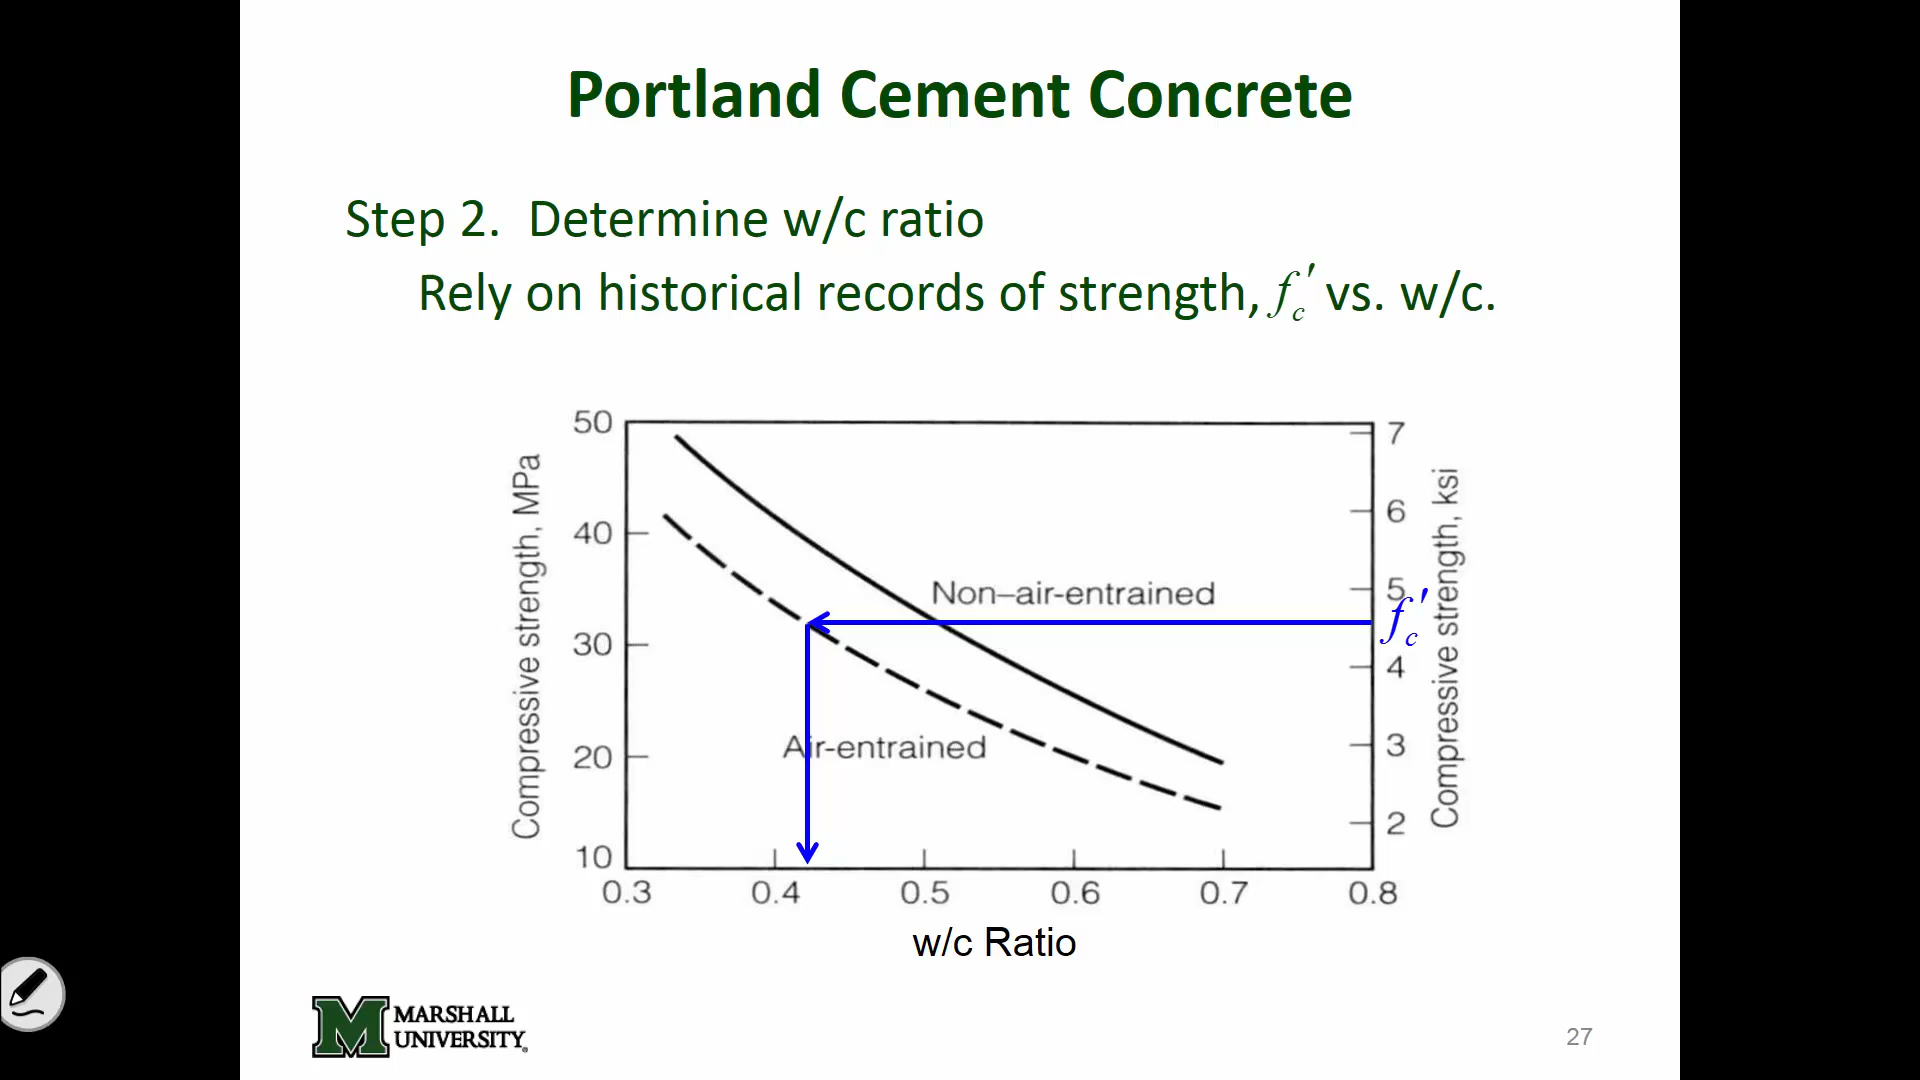 Portland Cement Concrete
Step 2. Determine w/c ratio
Rely on historical records of strength, f c ′ vs. w/c.
50
40
30
20
10
Compressive strength, MPa
Non–air-entrained
Air-entrained
7
6
5
4
3
2
f c ′
Compressive strength, ksi
0.3 0.4 0.5 0.6 0.7 0.8
w/c Ratio
M
MARSHALL
UNIVERSITY®
27